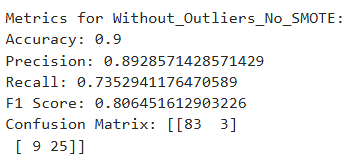 Metrics for Without_Outliers_No_SMOTE:
Accuracy: 0.9
Precision: 0.8928571428571429
Recall: 0.7352941176470589
F1 Score: 0.806451612903226
Confusion Matrix: [[83  3]
 [ 9 25]]